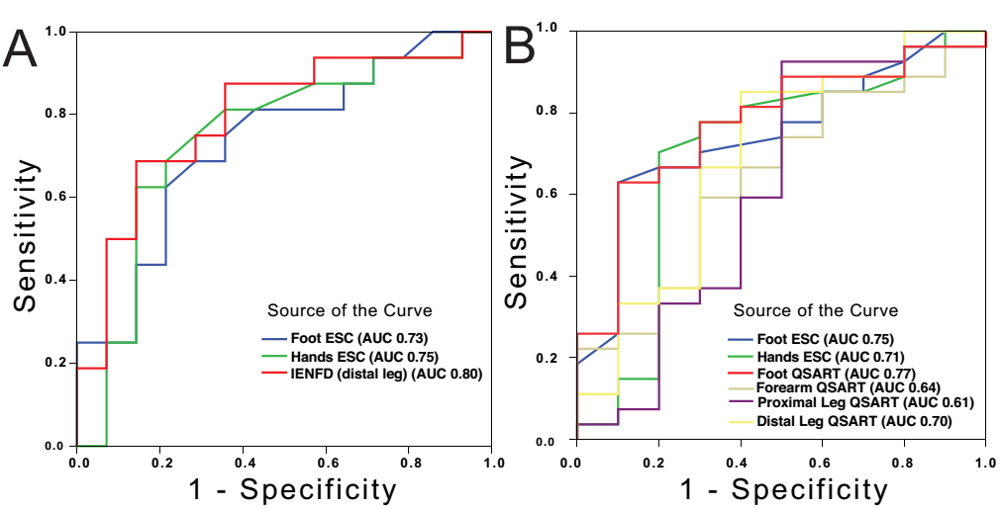 A
Sensitivity
1.0
0.8
0.6
0.4
0.2
0.0
Source of the Curve
Foot ESC (AUC 0.73)
Hands ESC (AUC 0.75)
IENFD (distal leg) (AUC 0.80)
0.0 0.2 0.4 0.6 0.8 1.0
1 - Specificity
B
Sensitivity
1.0
0.8
0.6
0.4
0.2
0.0
Source of the Curve
Foot ESC (AUC 0.75)
Hands ESC (AUC 0.71)
Foot QSART (AUC 0.77)
Forearm QSART (AUC 0.64)
Proximal Leg QSART (AUC 0.61)
Distal Leg QSART (AUC 0.70)
0.0 0.2 0.4 0.6 0.8 1.0
1 - Specificity